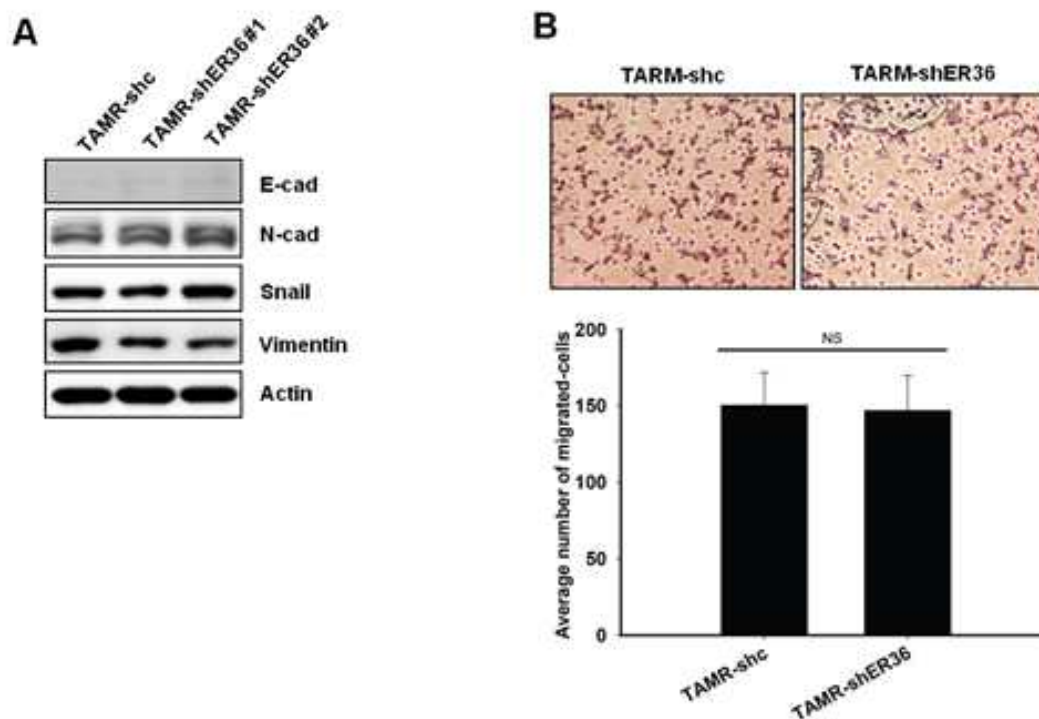 A
TAMR-shc
TAMR-shER36#1
TAMR-shER36#2
E-cad
N-cad
Snail
Vimentin
Actin
B
TARM-shc
TARM-shER36
Average number of migrated-cells
200
150
100
50
0
NS
TAMR-shc
TAMR-shER36